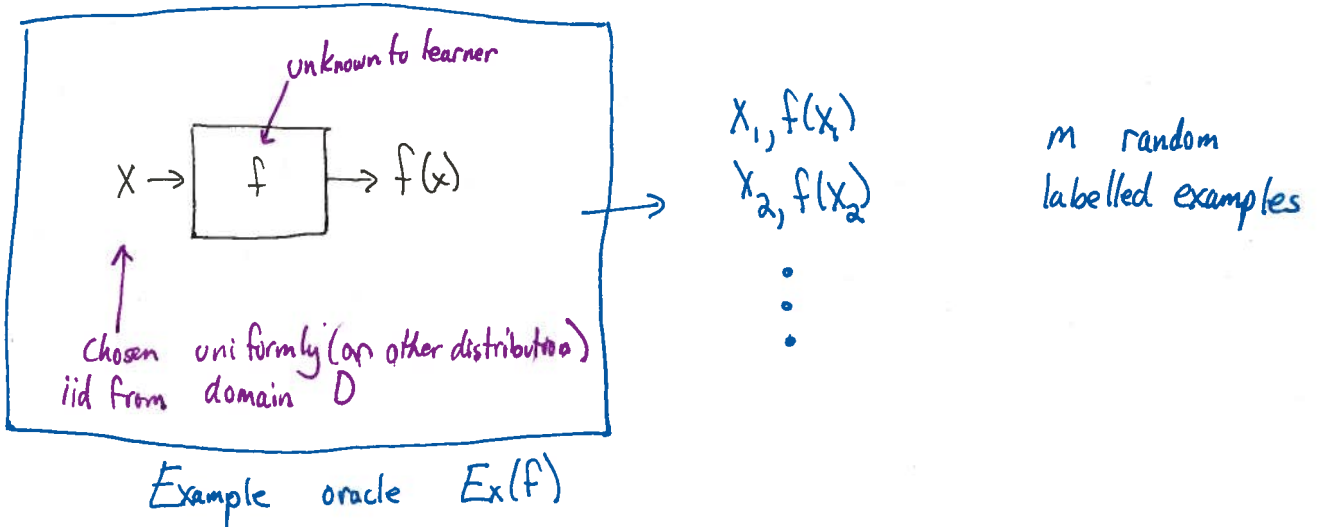 unknown to learner
x → f → f(x)
chosen uniformly (or other distribution)
iid from domain D
Example oracle Ex(f)
x₁, f(x₁)
x₂, f(x₂)
m random
labelled examples